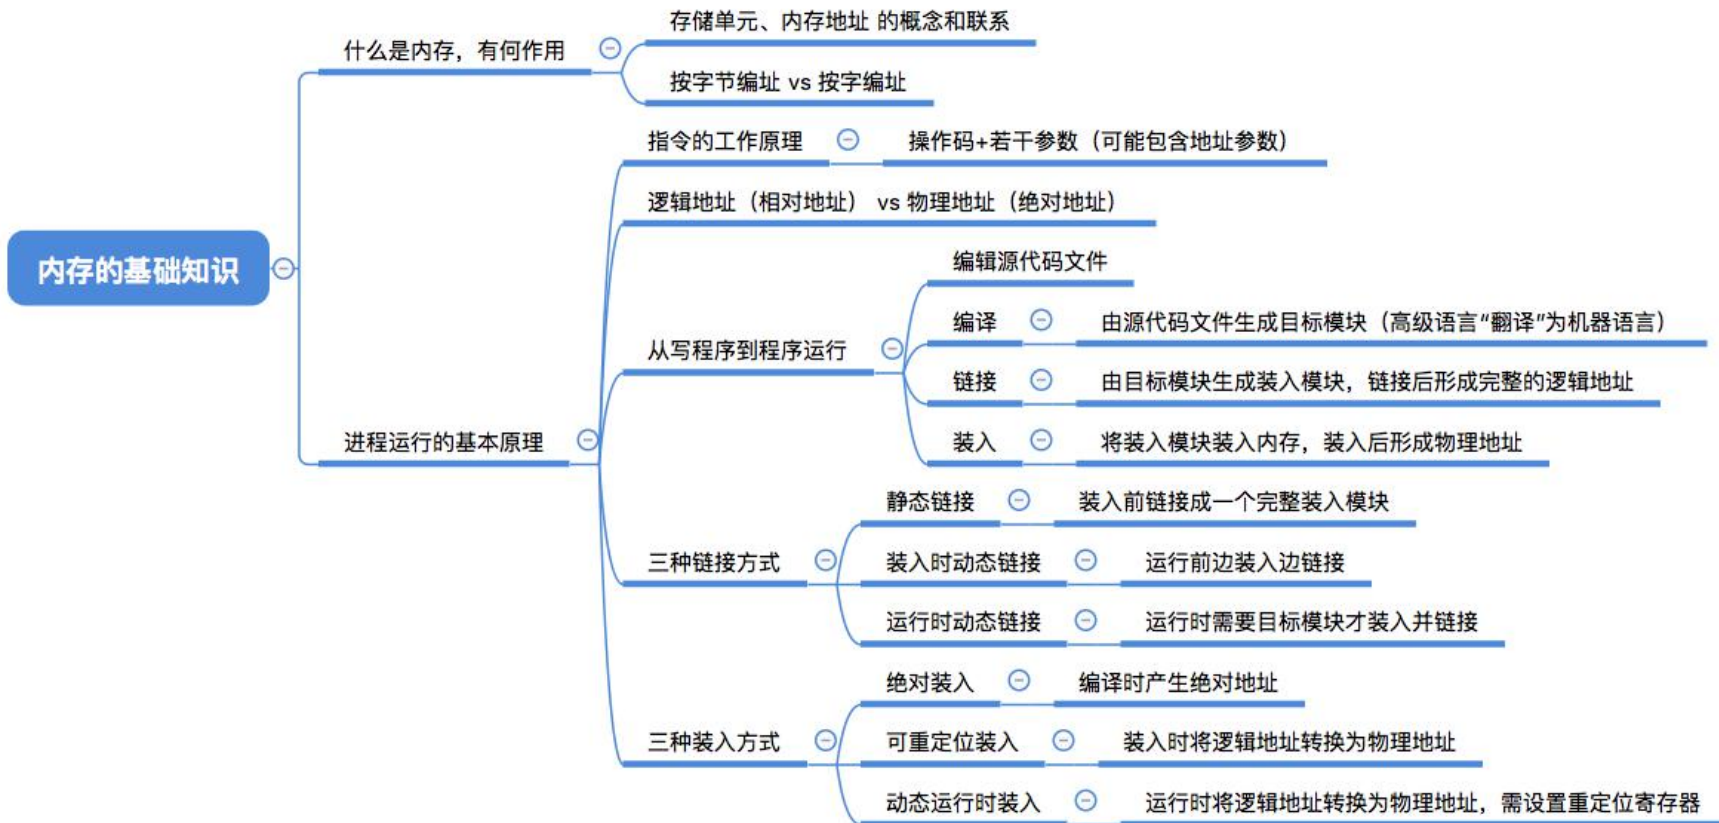 内存的基础知识
什么是内存，有何作用
存储单元、内存地址 的概念和联系
按字节编址 vs 按字编址
进程运行的基本原理
指令的工作原理
操作码+若干参数（可能包含地址参数）
逻辑地址（相对地址） vs 物理地址（绝对地址）
从写程序到程序运行
编辑源代码文件
编译
由源代码文件生成目标模块（高级语言“翻译”为机器语言）
链接
由目标模块生成装入模块，链接后形成完整的逻辑地址
装入
将装入模块装入内存，装入后形成物理地址
三种链接方式
静态链接
装入前链接成一个完整装入模块
装入时动态链接
运行前边装入边链接
运行时动态链接
运行时需要目标模块才装入并链接
三种装入方式
绝对装入
编译时产生绝对地址
可重定位装入
装入时将逻辑地址转换为物理地址
动态运行时装入
运行时将逻辑地址转换为物理地址，需设置重定位寄存器